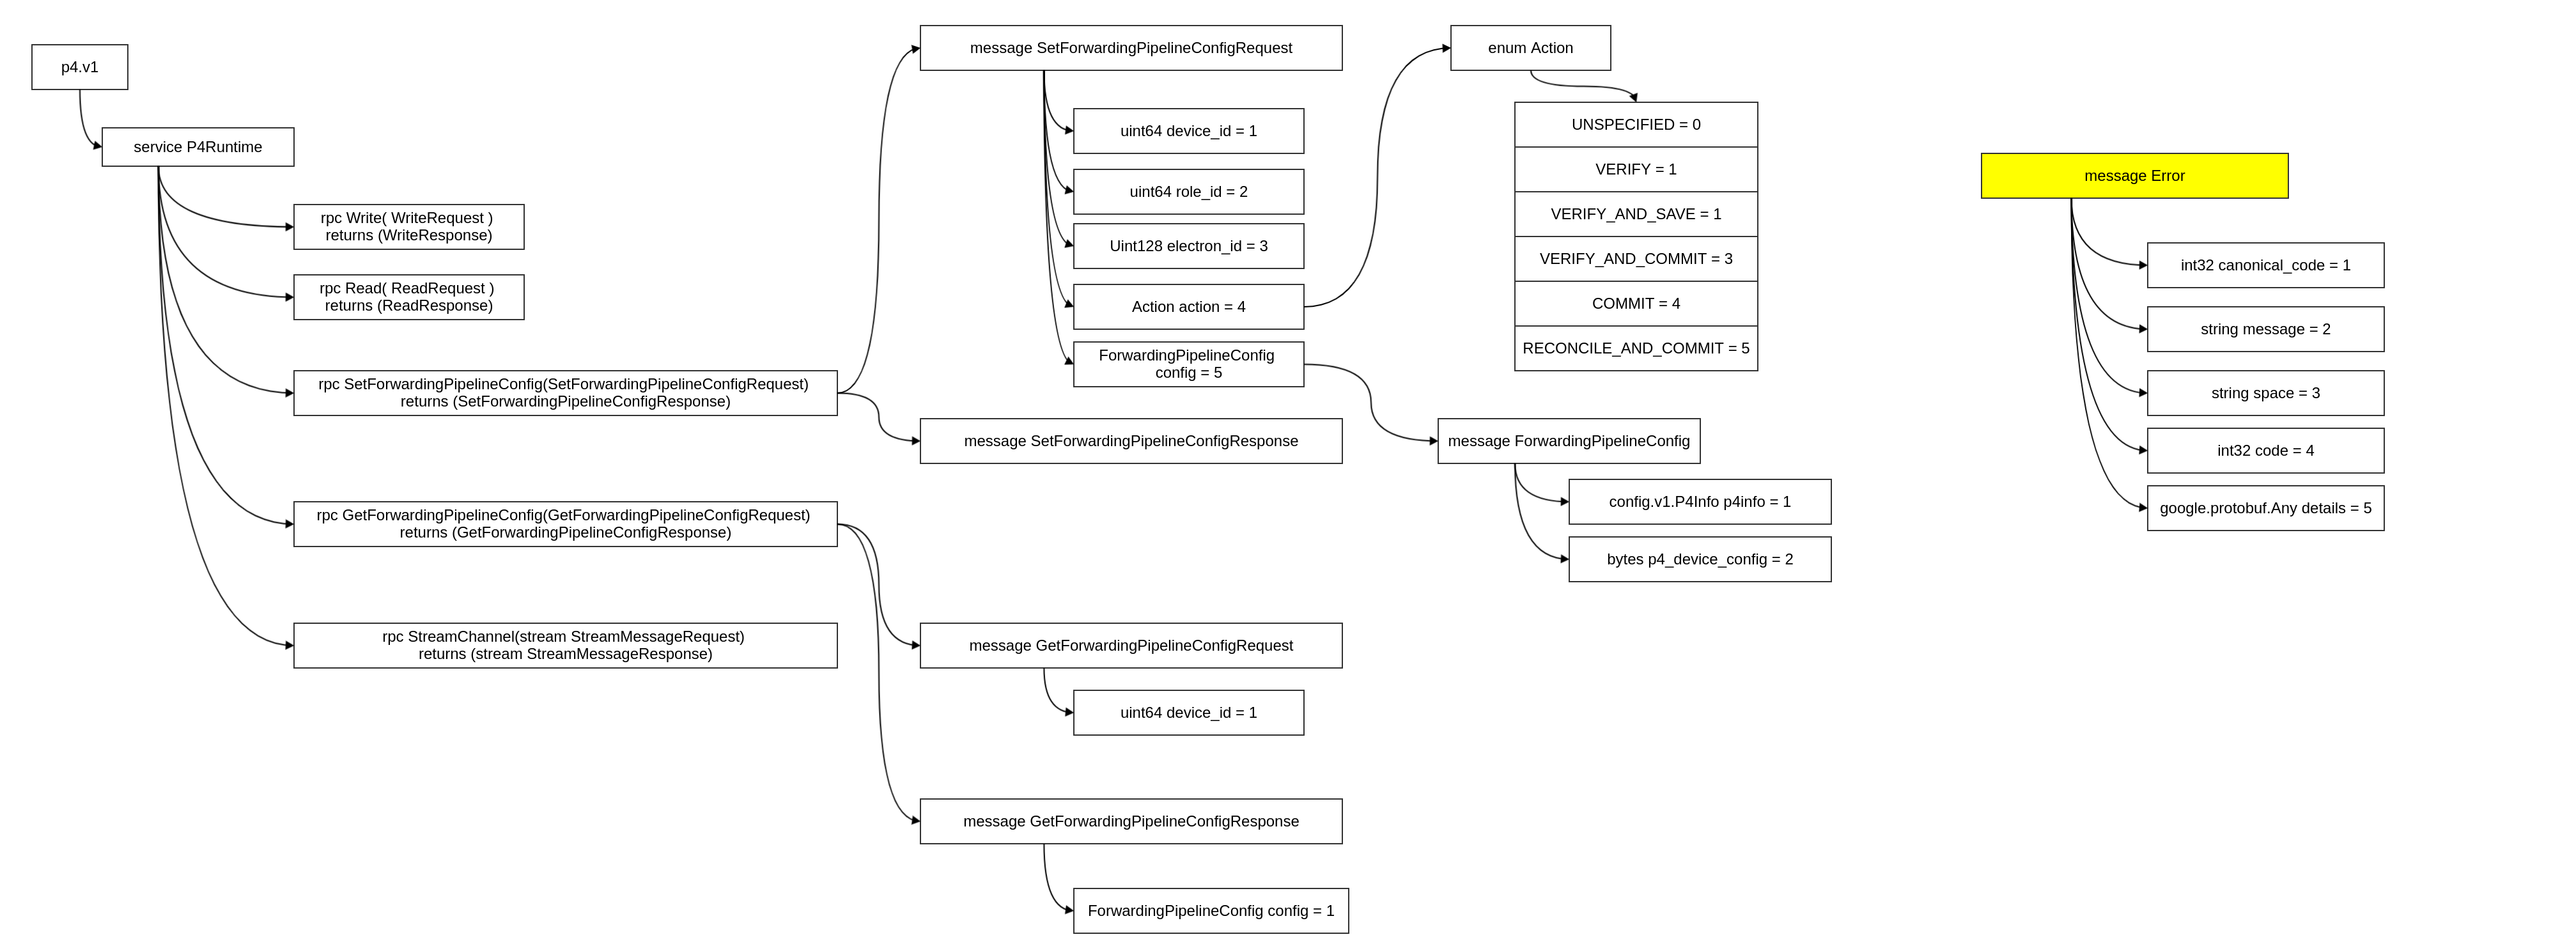 p4.v1
service P4Runtime
rpc Write( WriteRequest )
returns (WriteResponse)
rpc Read( ReadRequest )
returns (ReadResponse)
rpc SetForwardingPipelineConfig(SetForwardingPipelineConfigRequest)
returns (SetForwardingPipelineConfigResponse)
rpc GetForwardingPipelineConfig(GetForwardingPipelineConfigRequest)
returns (GetForwardingPipelineConfigResponse)
rpc StreamChannel(stream StreamMessageRequest)
returns (stream StreamMessageResponse)
message SetForwardingPipelineConfigRequest
uint64 device_id = 1
uint64 role_id = 2
Uint128 electron_id = 3
Action action = 4
ForwardingPipelineConfig
config = 5
message SetForwardingPipelineConfigResponse
message GetForwardingPipelineConfigRequest
uint64 device_id = 1
message GetForwardingPipelineConfigResponse
ForwardingPipelineConfig config = 1
enum Action
UNSPECIFIED = 0
VERIFY = 1
VERIFY_AND_SAVE = 1
VERIFY_AND_COMMIT = 3
COMMIT = 4
RECONCILE_AND_COMMIT = 5
message ForwardingPipelineConfig
config.v1.P4Info p4info = 1
bytes p4_device_config = 2
message Error
int32 canonical_code = 1
string message = 2
string space = 3
int32 code = 4
google.protobuf.Any details = 5